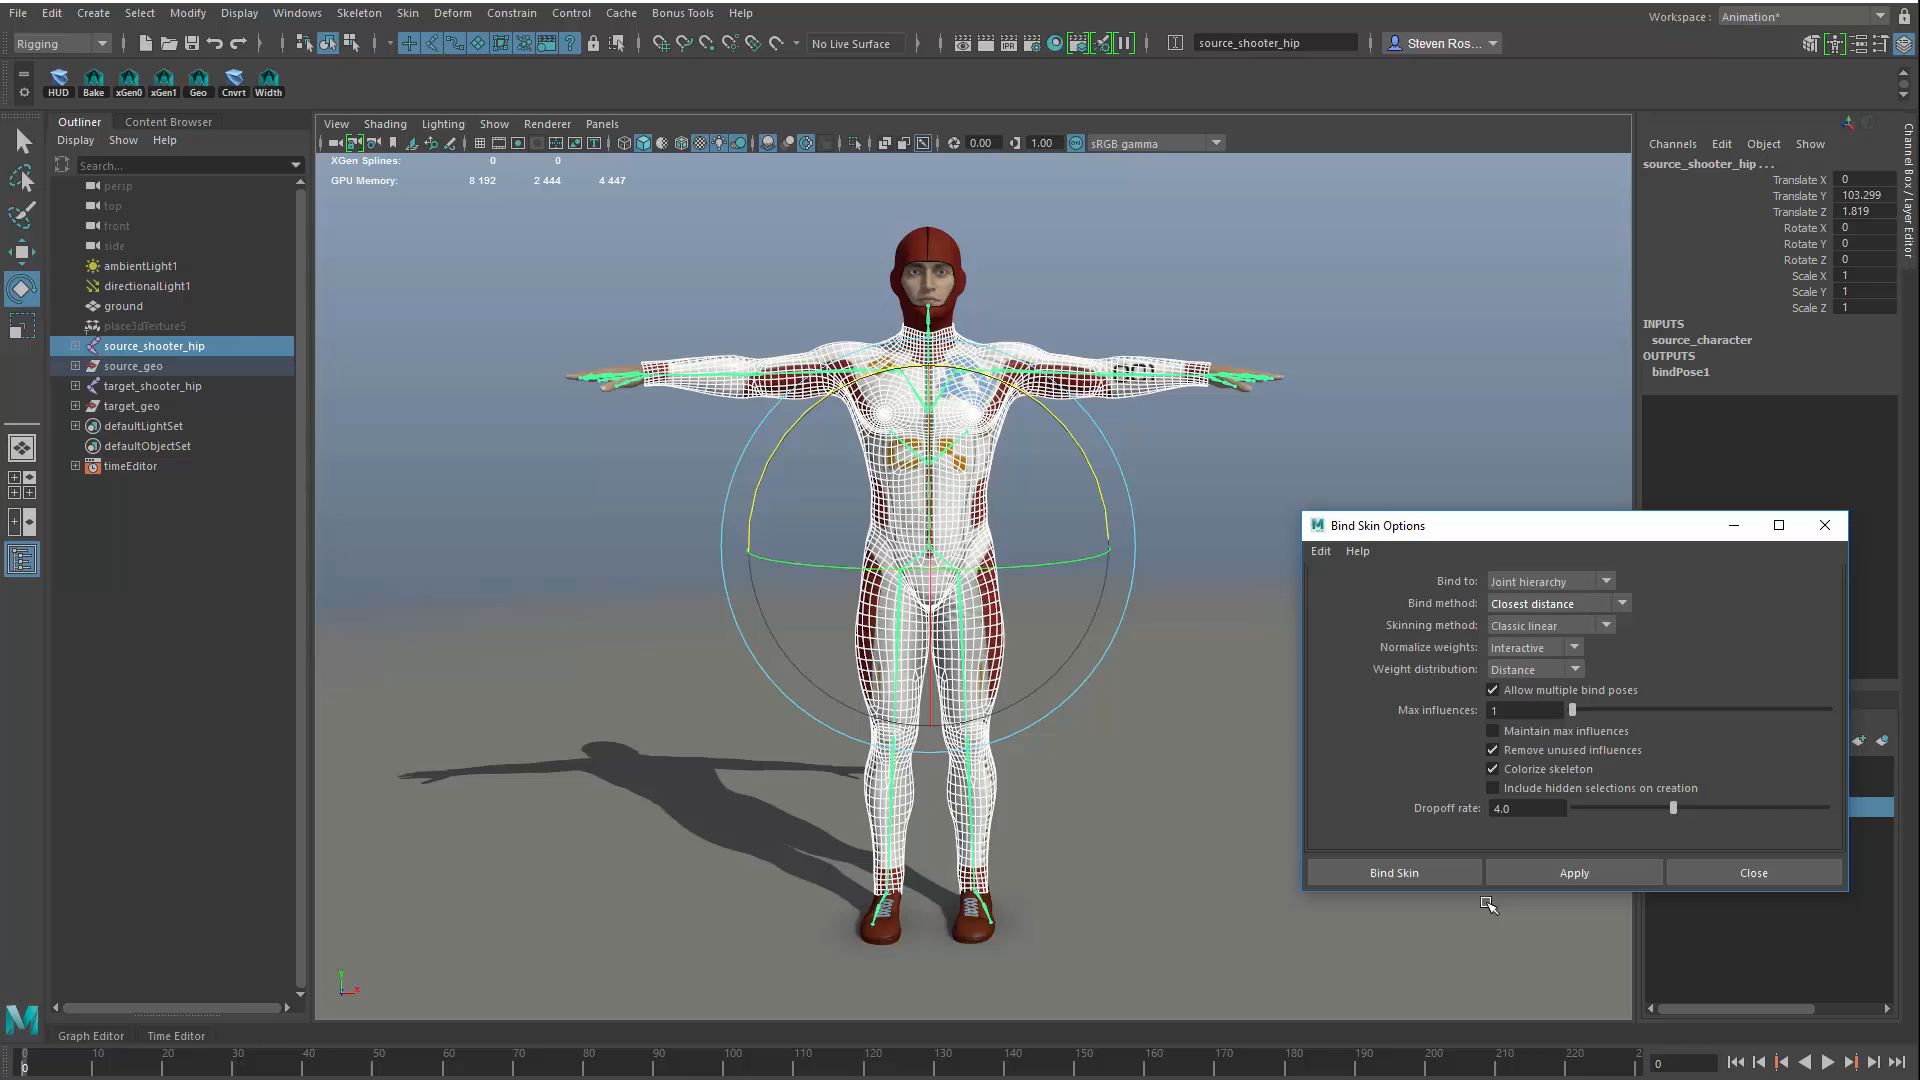 File Edit Create Select Modify Display Windows Skeleton Skin Deform Constrain Control Cache Bonus Tools Help
Workspace : Animation*
Rigging
No Live Surface
IPR
source_shooter_hip
Steven Ros...
HUD Bake xGen0 xGen1 Geo Cnvrt Width
Outliner Content Browser
Display Show Help
Search...
persp
top
front
side
ambientLight1
directionalLight1
ground
place3dTexture5
source_shooter_hip
source_geo
target_shooter_hip
target_geo
defaultLightSet
defaultObjectSet
timeEditor
View Shading Lighting Show Renderer Panels
0.00 1.00 sRGB gamma
XGen Splines: 0 0
GPU Memory: 8 192 2 444 4 447
y
x
Channels Edit Object Show
source_shooter_hip . . .
Translate X 0
Translate Y 103.299
Translate Z 1.819
Rotate X 0
Rotate Y 0
Rotate Z 0
Scale X 1
Scale Y 1
Scale Z 1
INPUTS
source_character
OUTPUTS
bindPose1
Channel Box / Layer Editor
Bind Skin Options
Edit Help
Bind to: Joint hierarchy
Bind method: Closest distance
Skinning method: Classic linear
Normalize weights: Interactive
Weight distribution: Distance
Allow multiple bind poses
Max influences: 1
Maintain max influences
Remove unused influences
Colorize skeleton
Include hidden selections on creation
Dropoff rate: 4.0
Bind Skin Apply Close
Graph Editor Time Editor
0 10 20 30 40 50 60 70 80 90 100 110 120 130 140 150 160 170 180 190 200 210 220 2
0
0